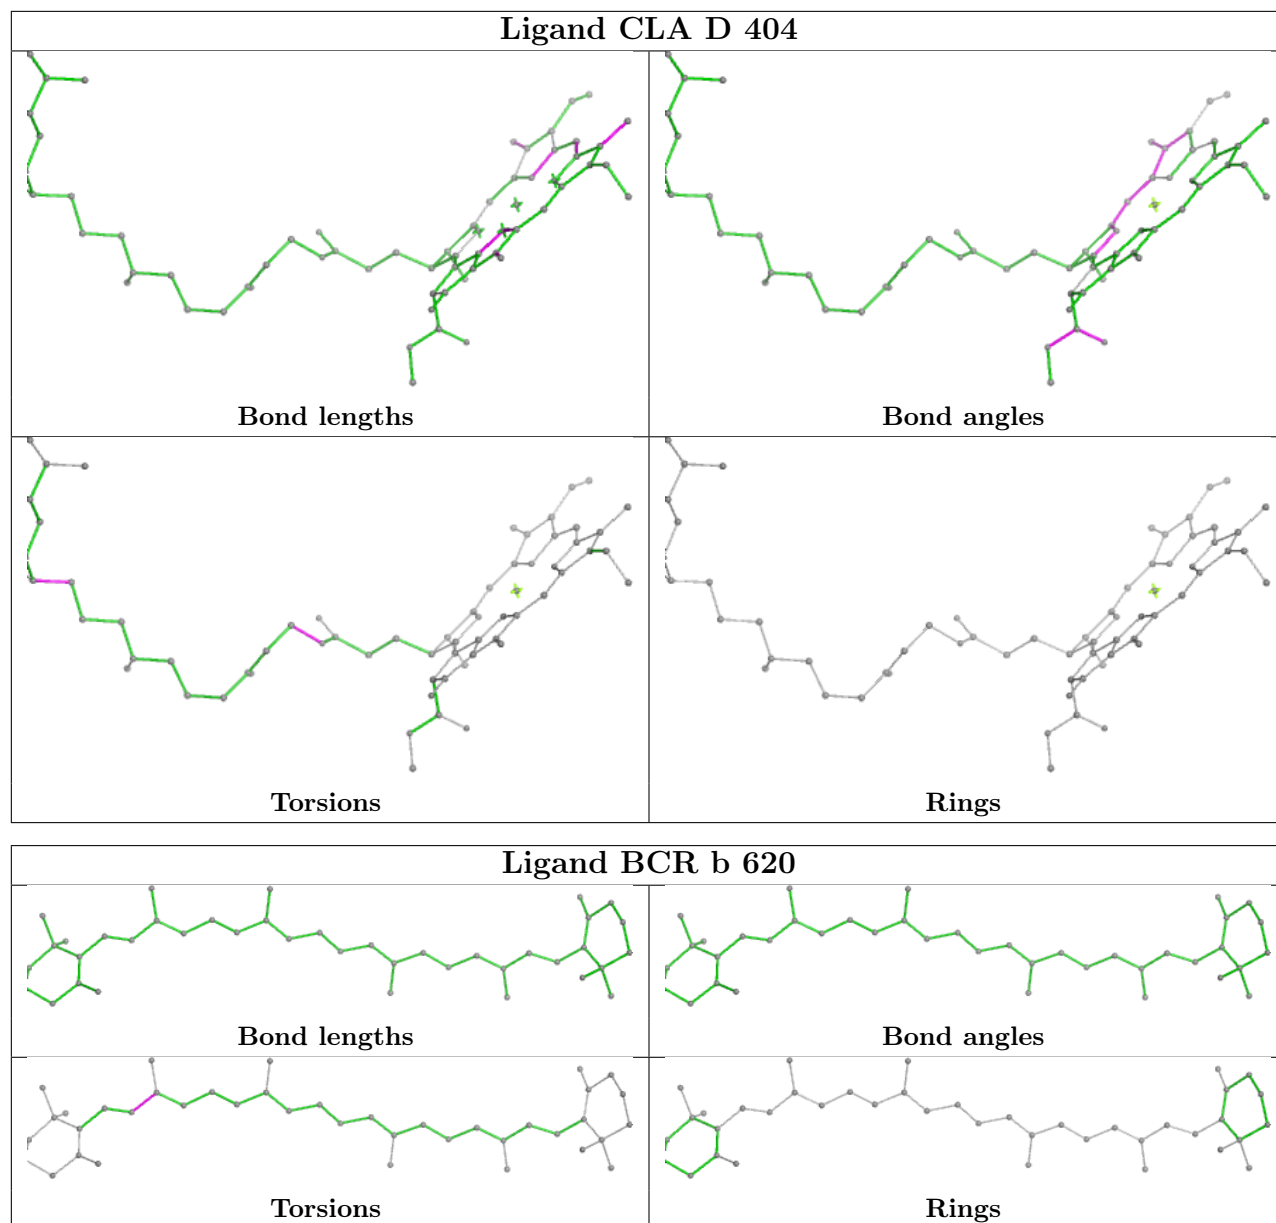 Ligand CLA D 404
Bond lengths
Bond angles
Torsions
Rings
Ligand BCR b 620
Bond lengths
Bond angles
Torsions
Rings